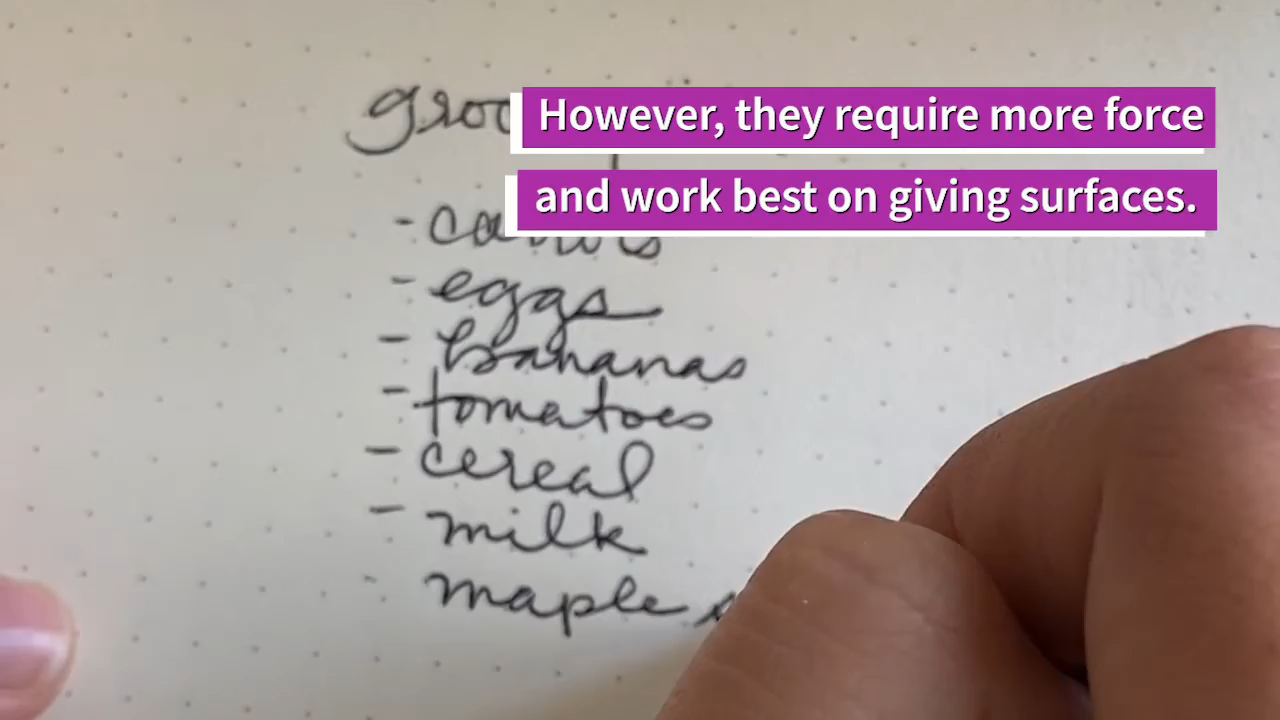 However, they require more force
and work best on giving surfaces.
- eggs
- bananas
- tomatoes
- cereal
- milk
maple